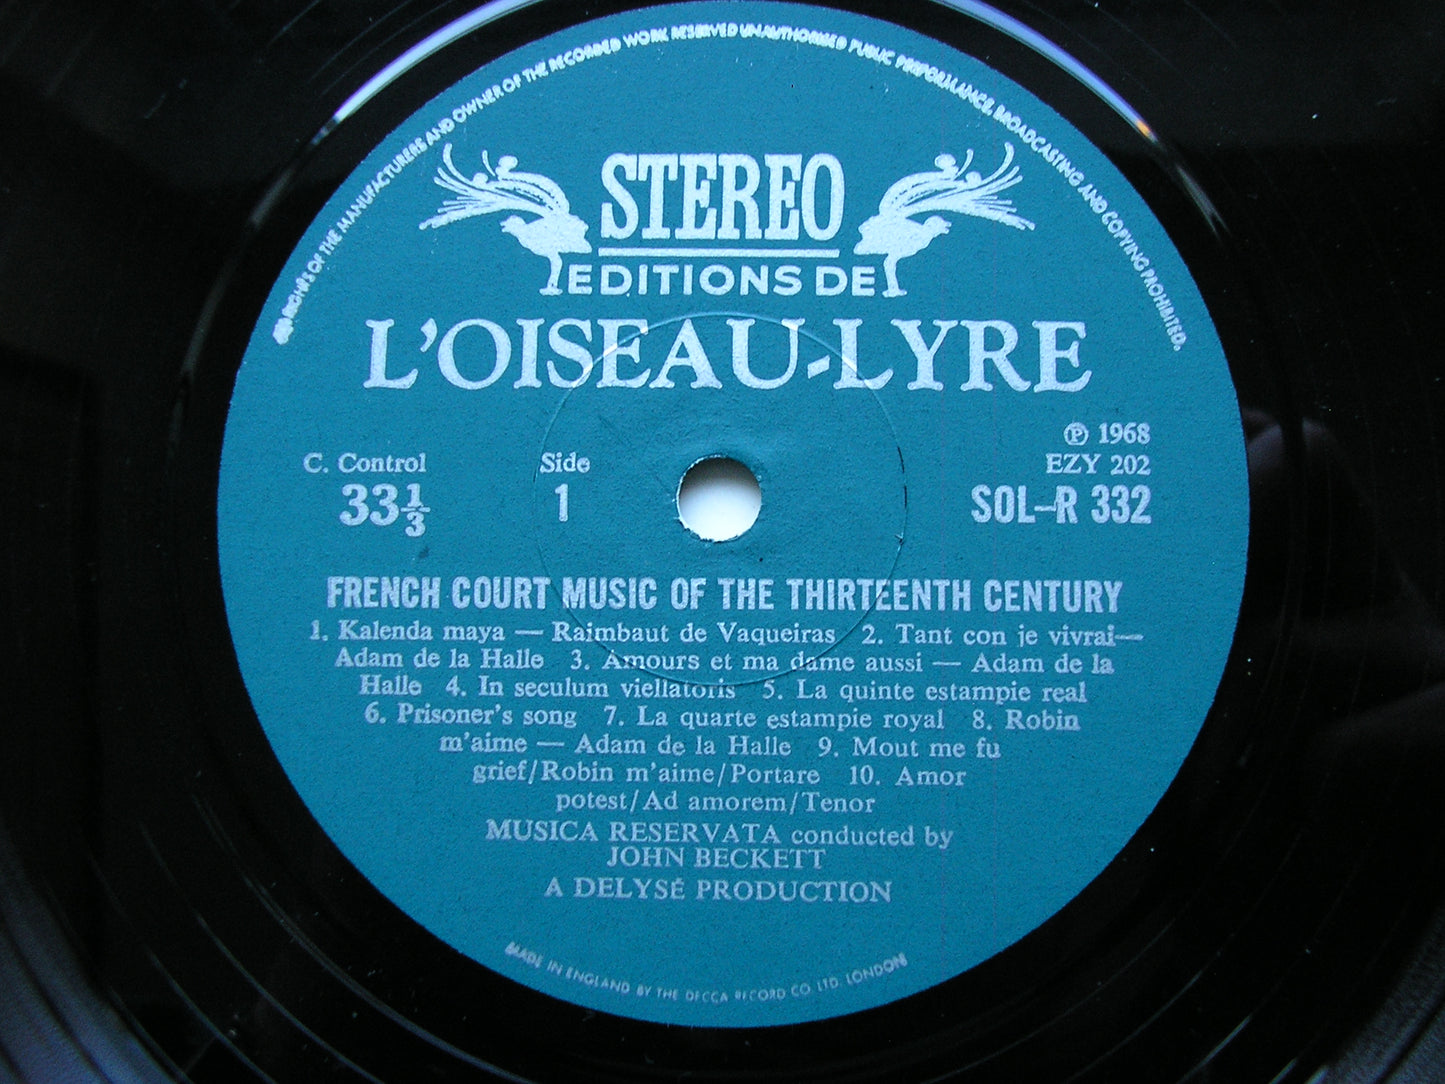 ALL RIGHTS OF THE MANUFACTURERS AND OWNER OF THE RECORDED WORK RESERVED UNAUTHORISED PUBLIC PERFORMANCE, BROADCASTING AND COPYING PROHIBITED.
STEREO
EDITIONS DE
L'OISEAU-LYRE
℗ 1968
C. Control Side EZY 202
33⅓ 1 SOL–R 332
FRENCH COURT MUSIC OF THE THIRTEENTH CENTURY
1. Kalenda maya — Raimbaut de Vaqueiras 2. Tant con je vivrai—
Adam de la Halle 3. Amours et ma dame aussi — Adam de la
Halle 4. In seculum viellatoris 5. La quinte estampie real
6. Prisoner's song 7. La quarte estampie royal 8. Robin
m'aime — Adam de la Halle 9. Mout me fu
grief/Robin m'aime/Portare 10. Amor
potest/Ad amorem/Tenor
MUSICA RESERVATA conducted by
JOHN BECKETT
A DELYSÉ PRODUCTION
MADE IN ENGLAND BY THE DECCA RECORD CO LTD. LONDON